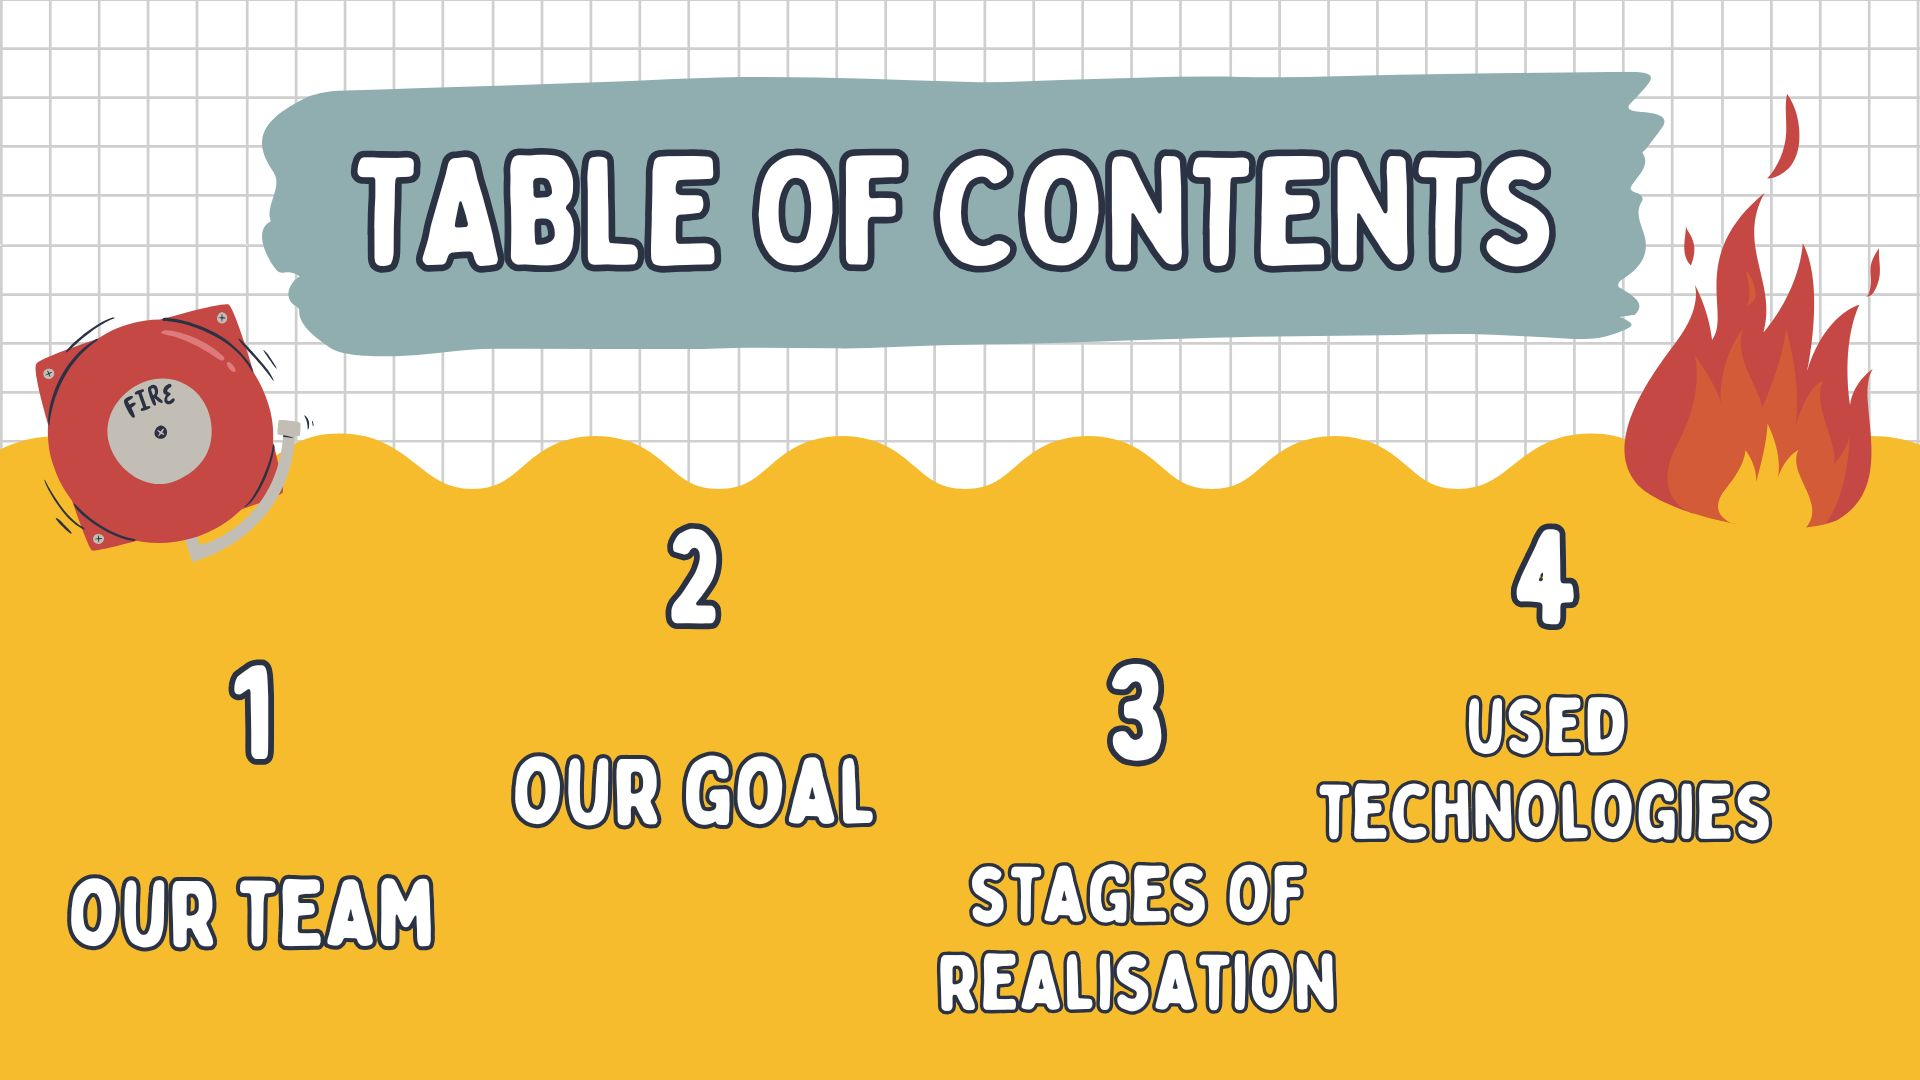 TABLE OF CONTENTS
FIRE
1
OUR TEAM
2
OUR GOAL
3
STAGES OF
REALISATION
4
USED
TECHNOLOGIES